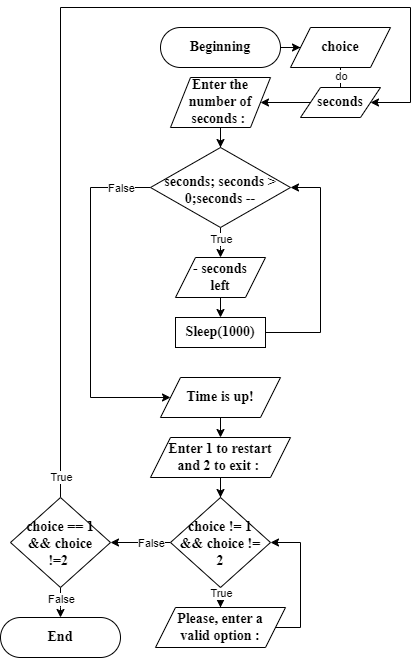 Beginning
choice
do
seconds
Enter the
number of
seconds :
seconds; seconds >
0;seconds --
False
True
- seconds
left
Sleep(1000)
Time is up!
Enter 1 to restart
and 2 to exit :
True
choice == 1
&& choice
!=2
False
choice != 1
&& choice !=
2
False
True
End
Please, enter a
valid option :